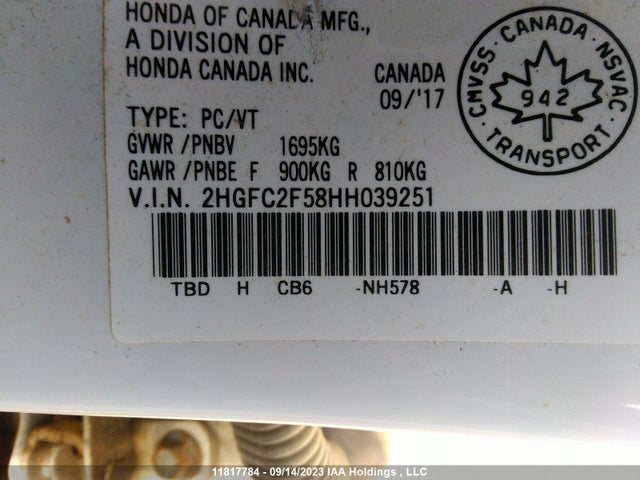 HONDA OF CANADA MFG.,
A DIVISION OF
HONDA CANADA INC.
CANADA
09/'17
CMVSS · CANADA · NSVAC
942
TRANSPORT
TYPE: PC/VT
GVWR /PNBV 1695KG
GAWR /PNBE F 900KG R 810KG
V.I.N. 2HGFC2F58HH039251
TBD H CB6 -NH578 -A -H
11817784 - 09/14/2023 IAA Holdings , LLC